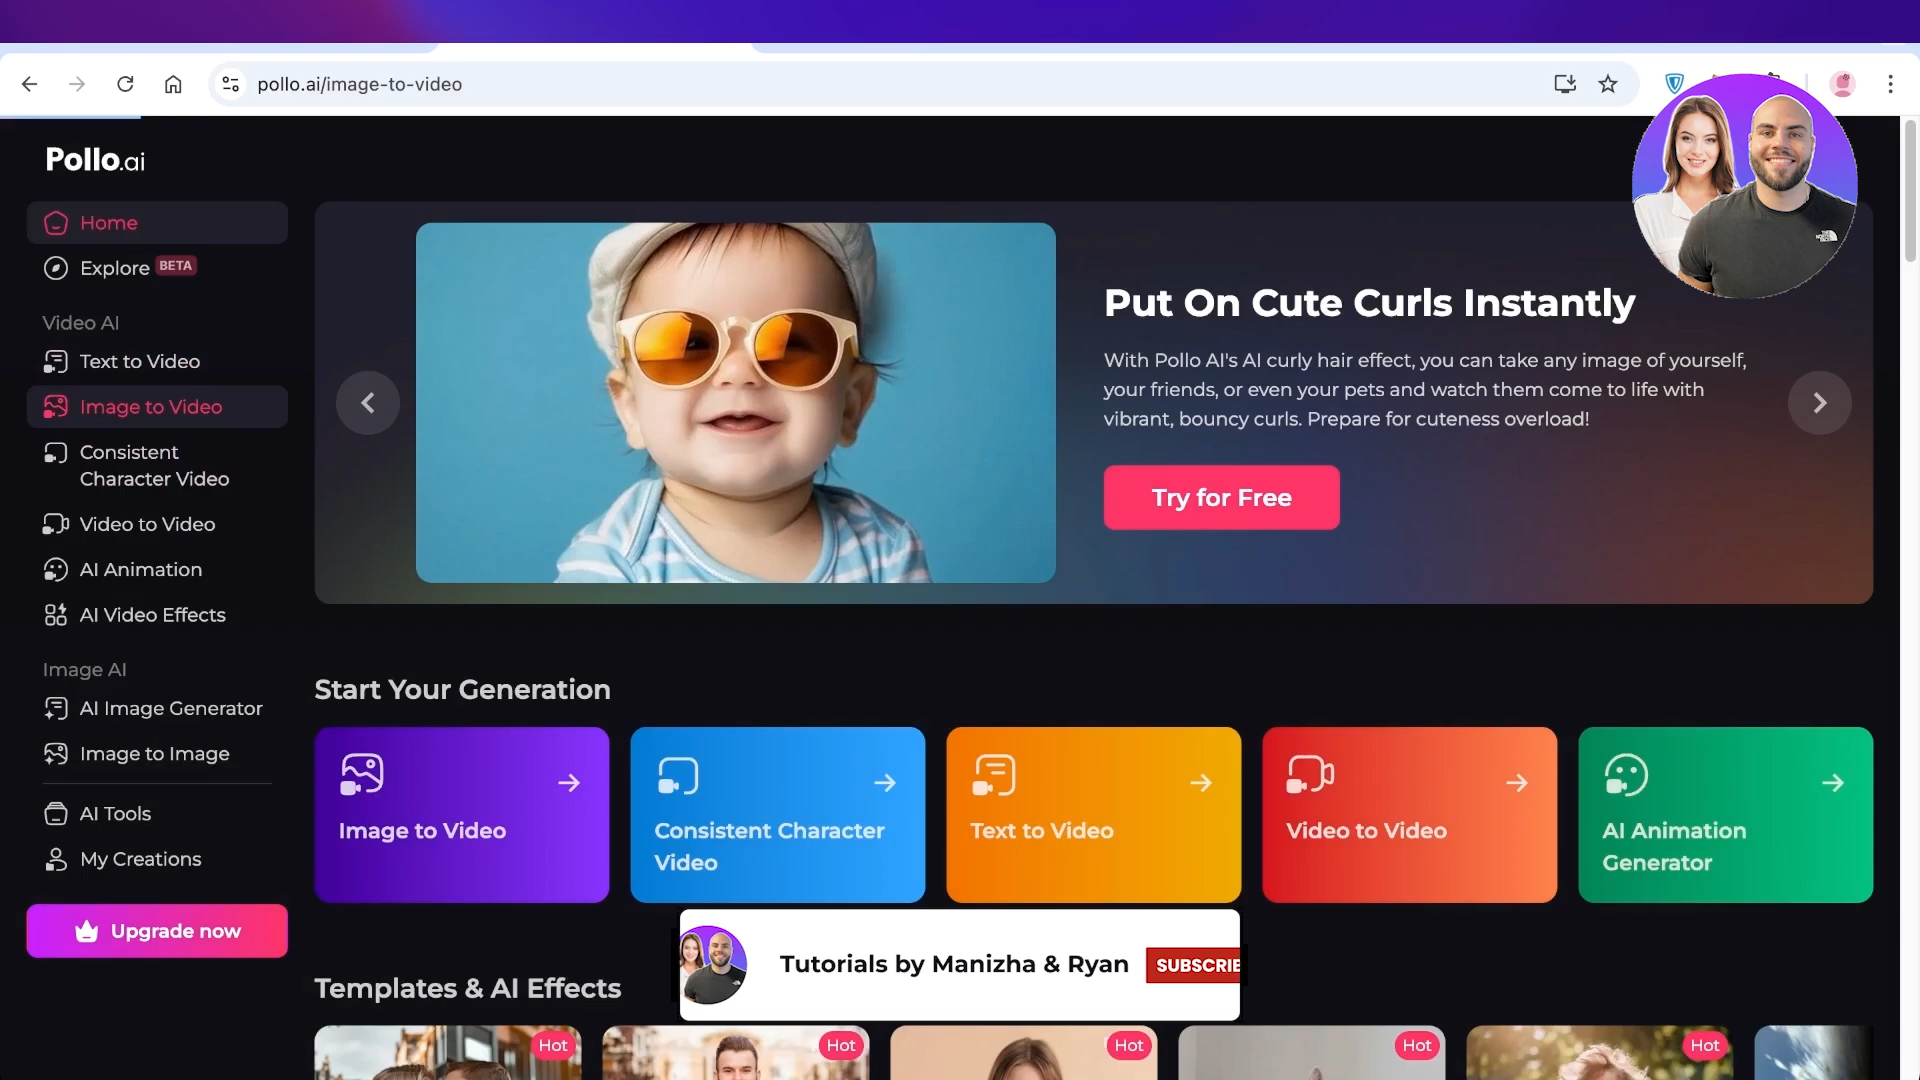 pollo.ai/image-to-video
Pollo.ai
Home
Explore BETA
Video AI
Text to Video
Image to Video
Consistent
Character Video
Video to Video
AI Animation
AI Video Effects
Image AI
AI Image Generator
Image to Image
AI Tools
My Creations
Upgrade now
Put On Cute Curls Instantly
With Pollo AI's AI curly hair effect, you can take any image of yourself,
your friends, or even your pets and watch them come to life with
vibrant, bouncy curls. Prepare for cuteness overload!
Try for Free
Start Your Generation
Image to Video
Consistent Character
Video
Text to Video
Video to Video
AI Animation
Generator
Tutorials by Manizha & Ryan
SUBSCRIBE
Templates & AI Effects
Hot
Hot
Hot
Hot
Hot